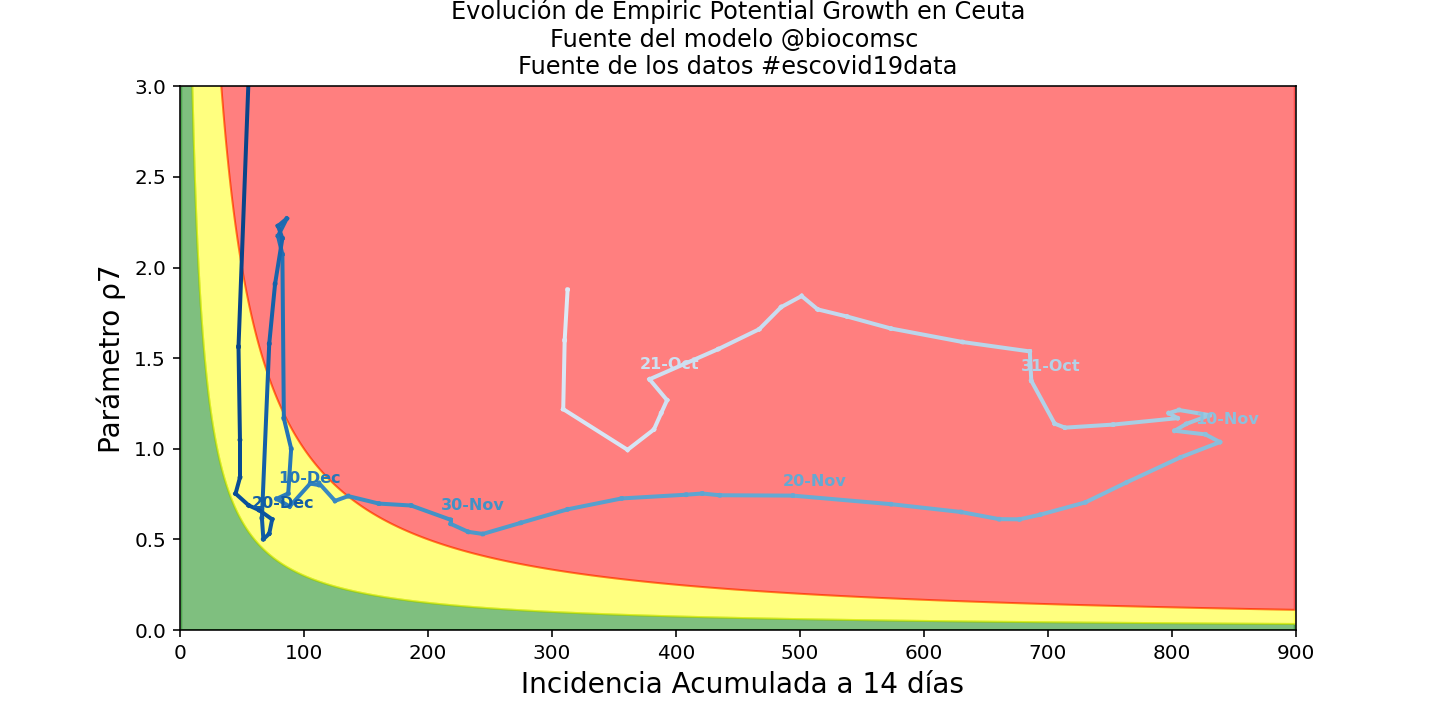 Evolución de Empiric Potential Growth en Ceuta
Fuente del modelo @biocomsc
Fuente de los datos #escovid19data
Parámetro ρ7
3.0
2.5
2.0
1.5
1.0
0.5
0.0
21-Oct
31-Oct
10-Nov
20-Nov
30-Nov
10-Dec
20-Dec
0 100 200 300 400 500 600 700 800 900
Incidencia Acumulada a 14 días